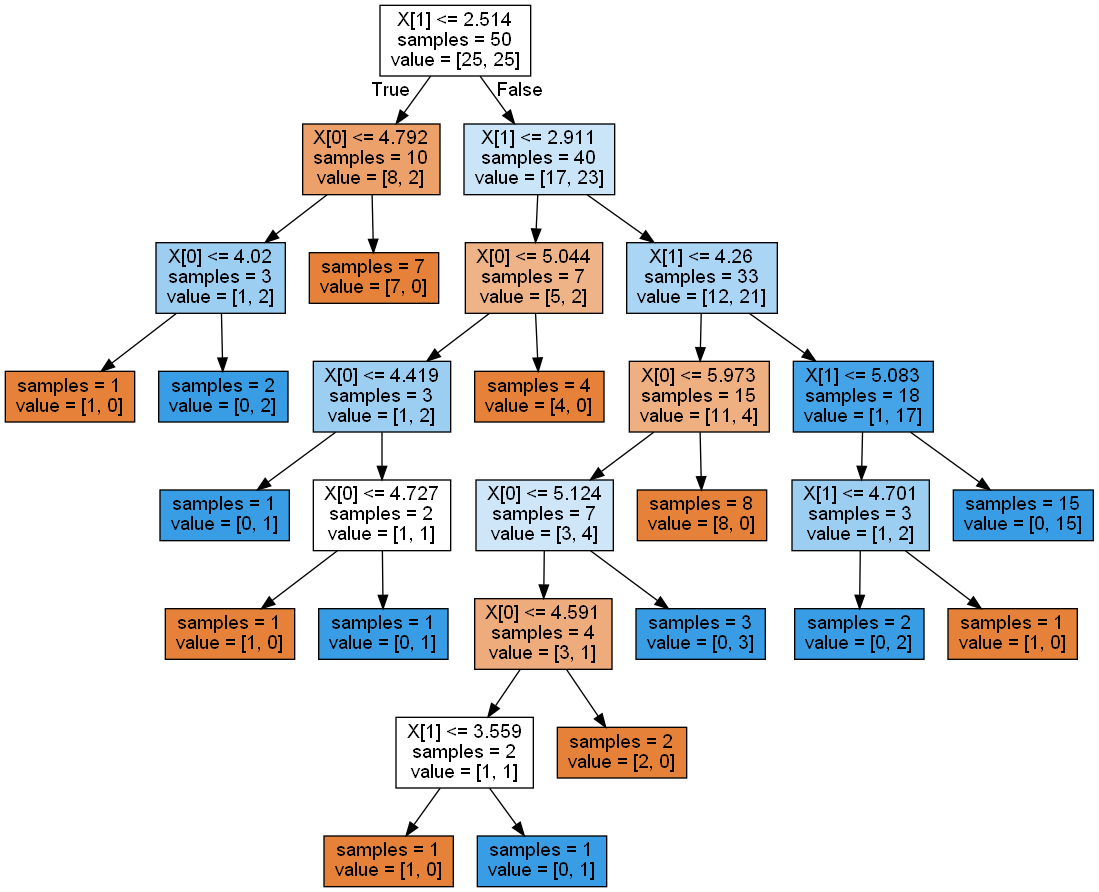 X[1] <= 2.514
samples = 50
value = [25, 25]
True
False
X[0] <= 4.792
samples = 10
value = [8, 2]
X[1] <= 2.911
samples = 40
value = [17, 23]
X[0] <= 4.02
samples = 3
value = [1, 2]
samples = 7
value = [7, 0]
X[0] <= 5.044
samples = 7
value = [5, 2]
X[1] <= 4.26
samples = 33
value = [12, 21]
samples = 1
value = [1, 0]
samples = 2
value = [0, 2]
X[0] <= 4.419
samples = 3
value = [1, 2]
samples = 4
value = [4, 0]
X[0] <= 5.973
samples = 15
value = [11, 4]
X[1] <= 5.083
samples = 18
value = [1, 17]
samples = 1
value = [0, 1]
X[0] <= 4.727
samples = 2
value = [1, 1]
X[0] <= 5.124
samples = 7
value = [3, 4]
samples = 8
value = [8, 0]
X[1] <= 4.701
samples = 3
value = [1, 2]
samples = 15
value = [0, 15]
samples = 1
value = [1, 0]
samples = 1
value = [0, 1]
X[0] <= 4.591
samples = 4
value = [3, 1]
samples = 3
value = [0, 3]
samples = 2
value = [0, 2]
samples = 1
value = [1, 0]
X[1] <= 3.559
samples = 2
value = [1, 1]
samples = 2
value = [2, 0]
samples = 1
value = [1, 0]
samples = 1
value = [0, 1]